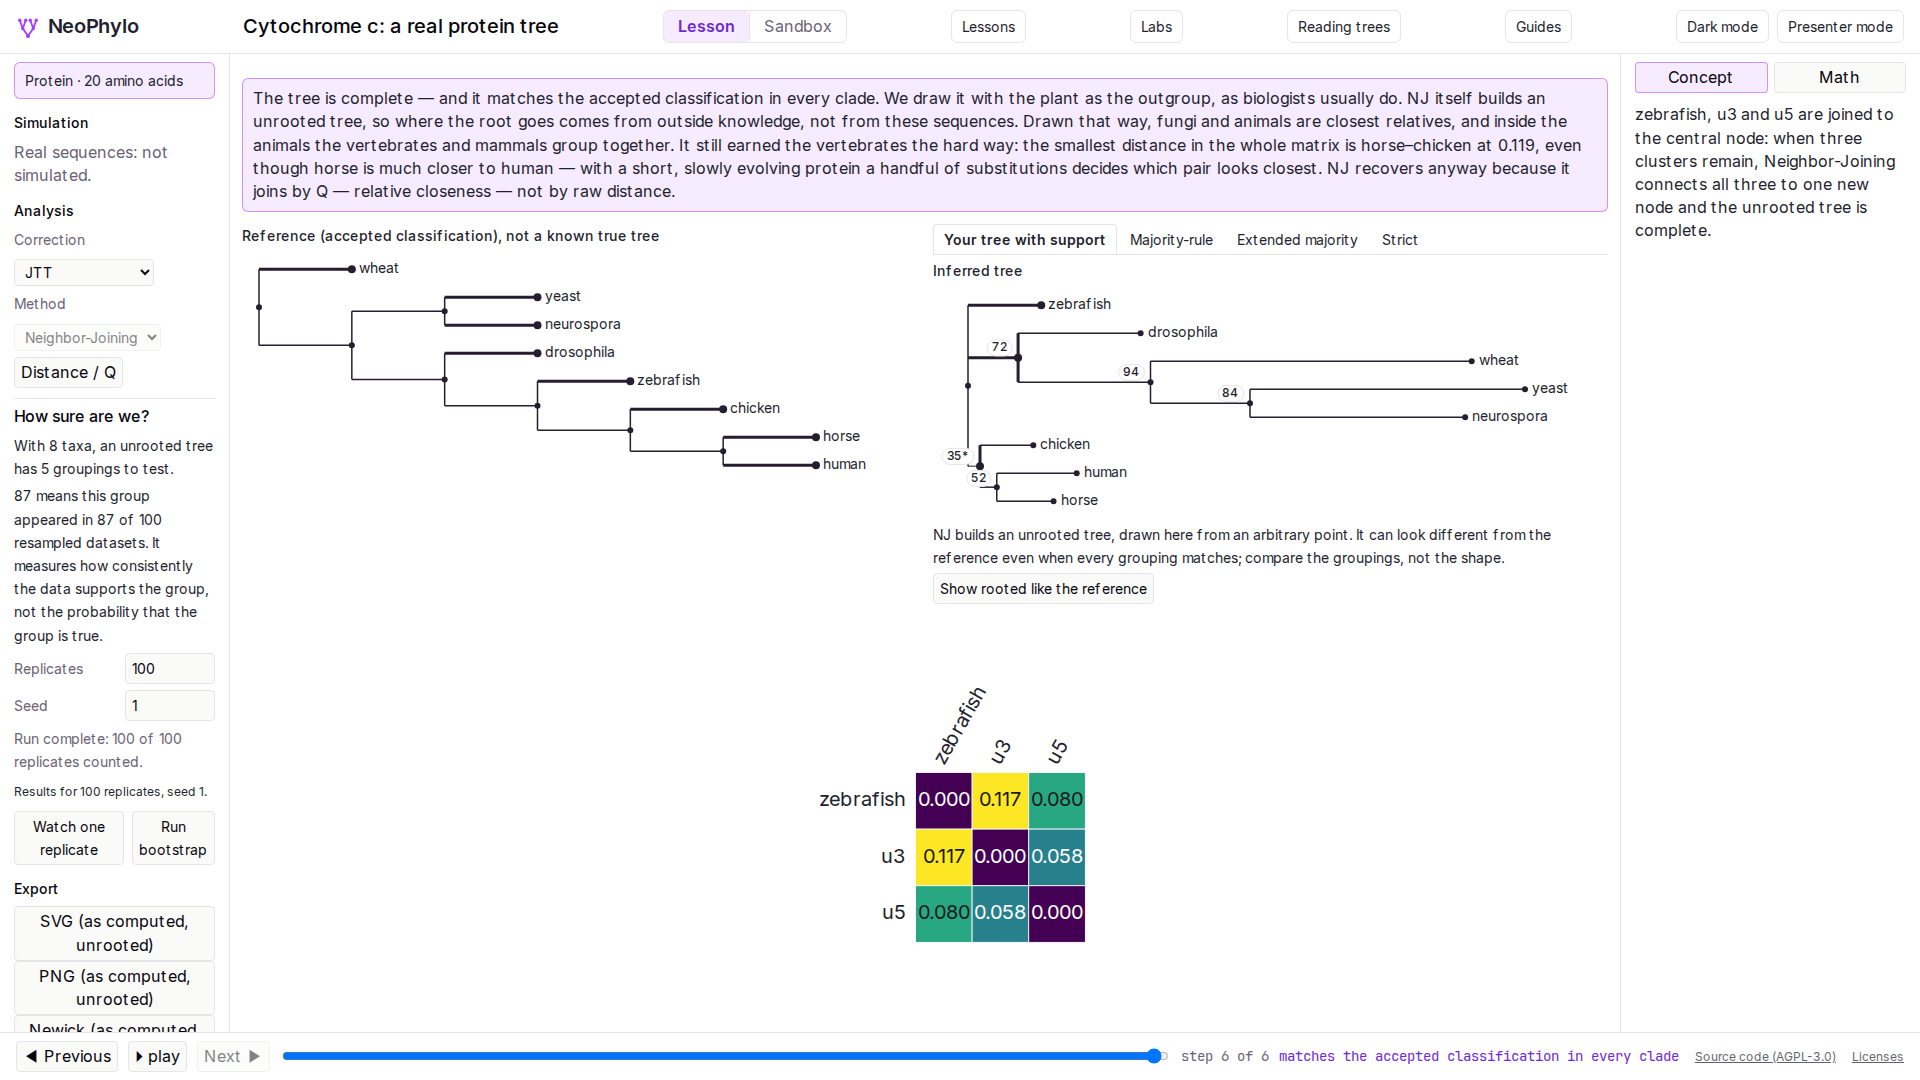 NeoPhylo
Cytochrome c: a real protein tree
Lesson
Sandbox
Lessons
Labs
Reading trees
Guides
Dark mode
Presenter mode
Protein · 20 amino acids
Simulation
Real sequences: not
simulated.
Analysis
Correction
JTT
Method
Neighbor-Joining
Distance / Q
How sure are we?
With 8 taxa, an unrooted tree
has 5 groupings to test.
87 means this group
appeared in 87 of 100
resampled datasets. It
measures how consistently
the data supports the group,
not the probability that the
group is true.
Replicates
100
Seed
1
Run complete: 100 of 100
replicates counted.
Results for 100 replicates, seed 1.
Watch one
replicate
Run
bootstrap
Export
SVG (as computed,
unrooted)
PNG (as computed,
unrooted)
Newick (as computed,
The tree is complete — and it matches the accepted classification in every clade. We draw it with the plant as the outgroup, as biologists usually do. NJ itself builds an
unrooted tree, so where the root goes comes from outside knowledge, not from these sequences. Drawn that way, fungi and animals are closest relatives, and inside the
animals the vertebrates and mammals group together. It still earned the vertebrates the hard way: the smallest distance in the whole matrix is horse–chicken at 0.119, even
though horse is much closer to human — with a short, slowly evolving protein a handful of substitutions decides which pair looks closest. NJ recovers anyway because it
joins by Q — relative closeness — not by raw distance.
Reference (accepted classification), not a known true tree
wheat
yeast
neurospora
drosophila
zebrafish
chicken
horse
human
Your tree with support
Majority-rule
Extended majority
Strict
Inferred tree
zebrafish
drosophila
72
wheat
94
yeast
84
neurospora
chicken
35*
human
52
horse
NJ builds an unrooted tree, drawn here from an arbitrary point. It can look different from the
reference even when every grouping matches; compare the groupings, not the shape.
Show rooted like the reference
zebrafish u3 u5
zebrafish 0.000 0.117 0.080
u3 0.117 0.000 0.058
u5 0.080 0.058 0.000
Concept
Math
zebrafish, u3 and u5 are joined to
the central node: when three
clusters remain, Neighbor-Joining
connects all three to one new
node and the unrooted tree is
complete.
Previous
play
Next
step 6 of 6
matches the accepted classification in every clade
Source code (AGPL-3.0)
Licenses